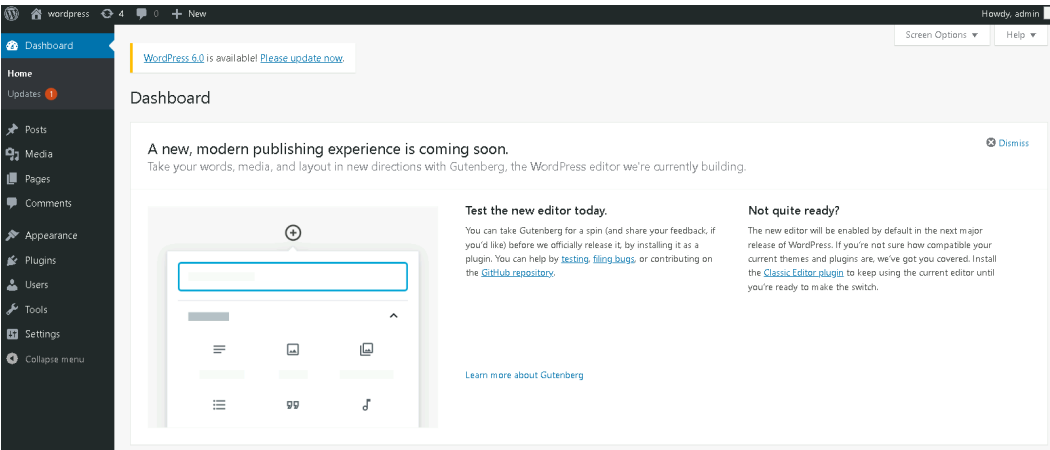 wordpress 4 0 New Howdy, admin
Screen Options Help
Dashboard
Home
Updates 1
Posts
Media
Pages
Comments
Appearance
Plugins
Users
Tools
Settings
Collapse menu
WordPress 6.0 is available! Please update now.
Dashboard
A new, modern publishing experience is coming soon.
Take your words, media, and layout in new directions with Gutenberg, the WordPress editor we're currently building.
Dismiss
Test the new editor today.
You can take Gutenberg for a spin (and share your feedback, if
you'd like) before we officially release it, by installing it as a
plugin. You can help by testing, filing bugs, or contributing on
the GitHub repository.
Learn more about Gutenberg
Not quite ready?
The new editor will be enabled by default in the next major
release of WordPress. If you're not sure how compatible your
current themes and plugins are, we've got you covered. Install
the Classic Editor plugin to keep using the current editor until
you're ready to make the switch.